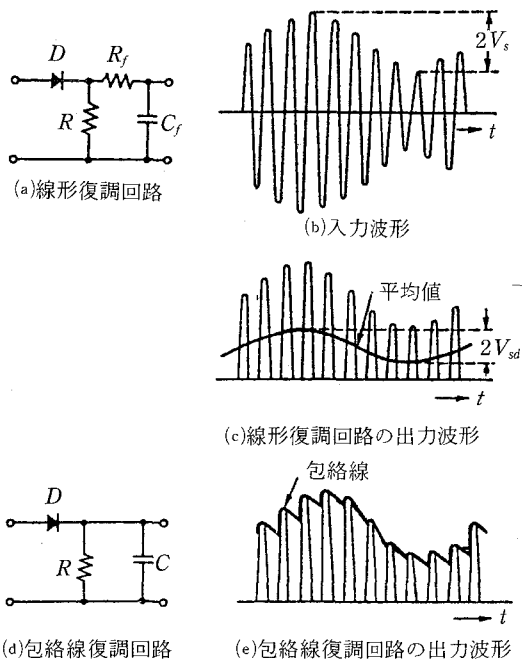 D
R_f
R
C_f
(a)線形復調回路
2V_s
t
(b)入力波形
平均値
2V_sd
t
(c)線形復調回路の出力波形
D
R
C
(d)包絡線復調回路
包絡線
t
(e)包絡線復調回路の出力波形